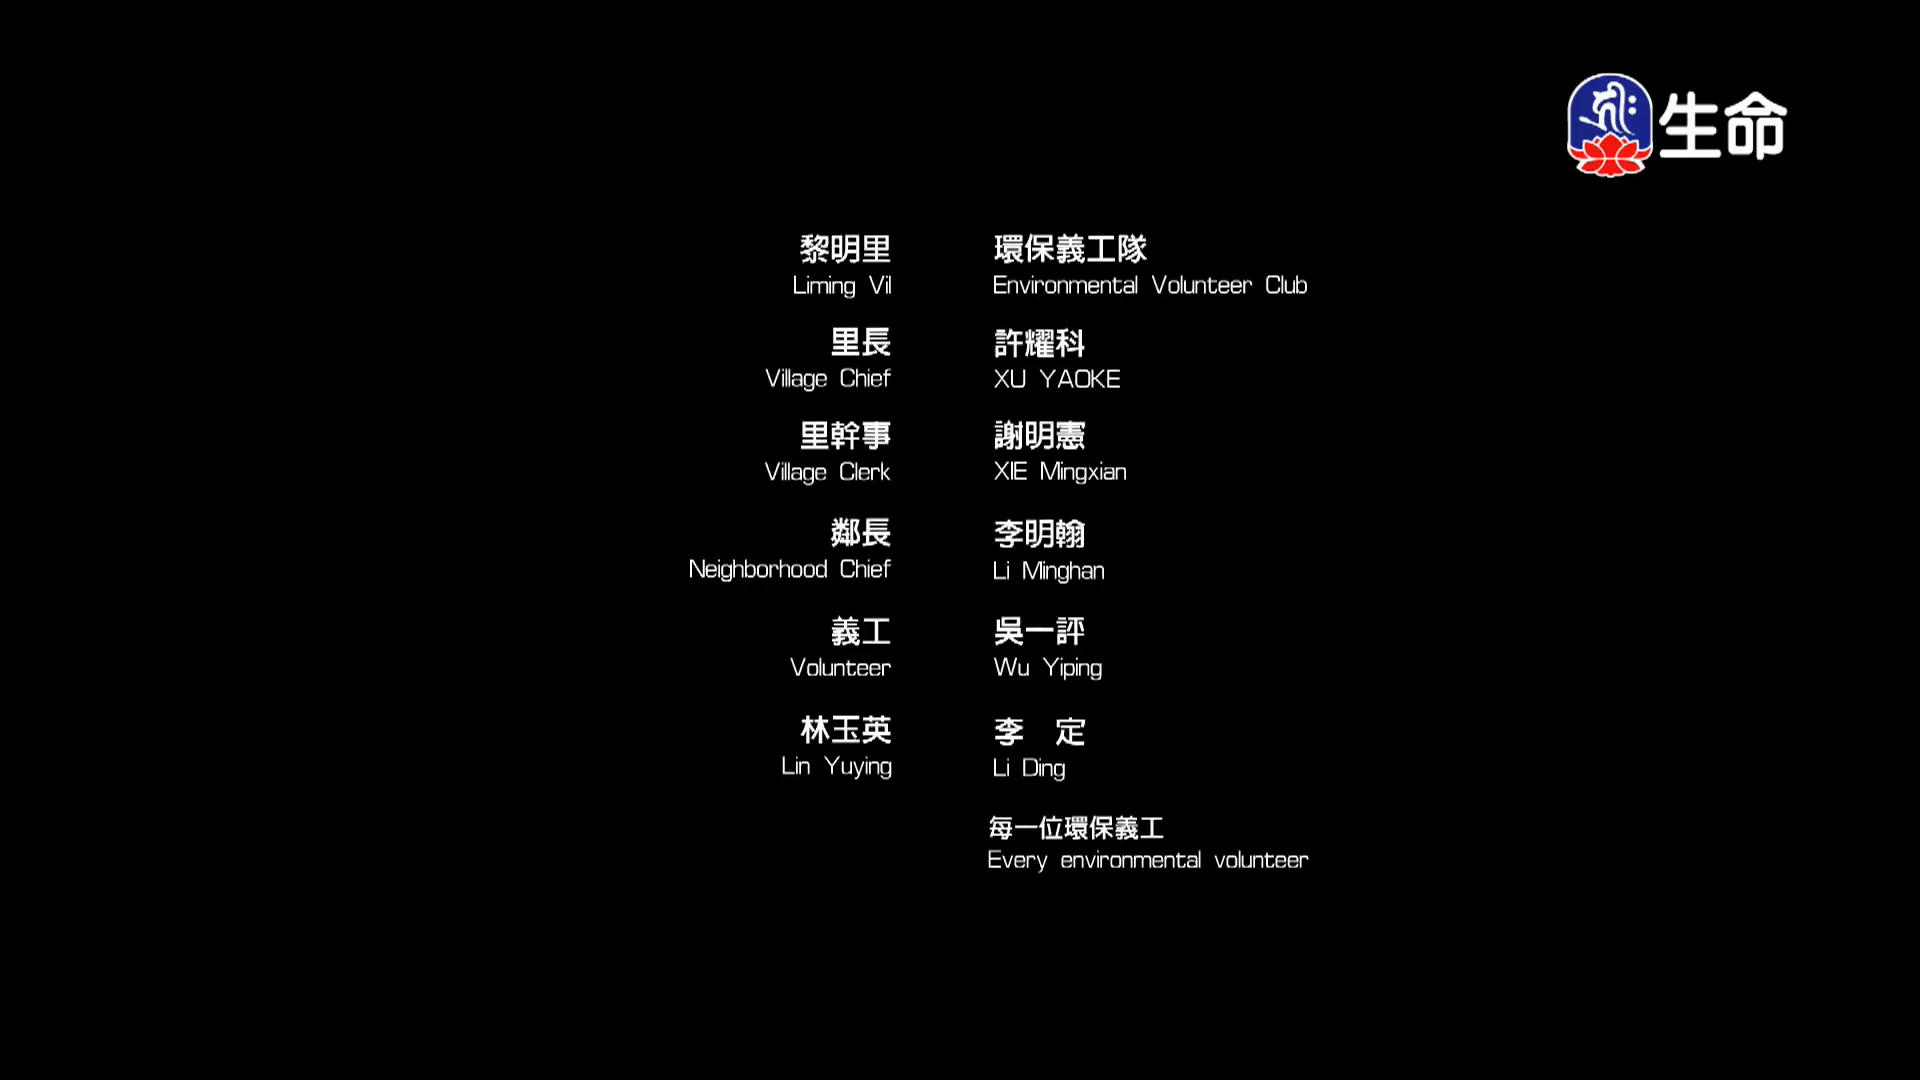 生命
黎明里 環保義工隊
Liming Vil Environmental Volunteer Club
里長 許耀科
Village Chief XU YAOKE
里幹事 謝明憲
Village Clerk XIE Mingxian
鄰長 李明翰
Neighborhood Chief Li Minghan
義工 吳一評
Volunteer Wu Yiping
林玉英 李 定
Lin Yuying Li Ding
每一位環保義工
Every environmental volunteer